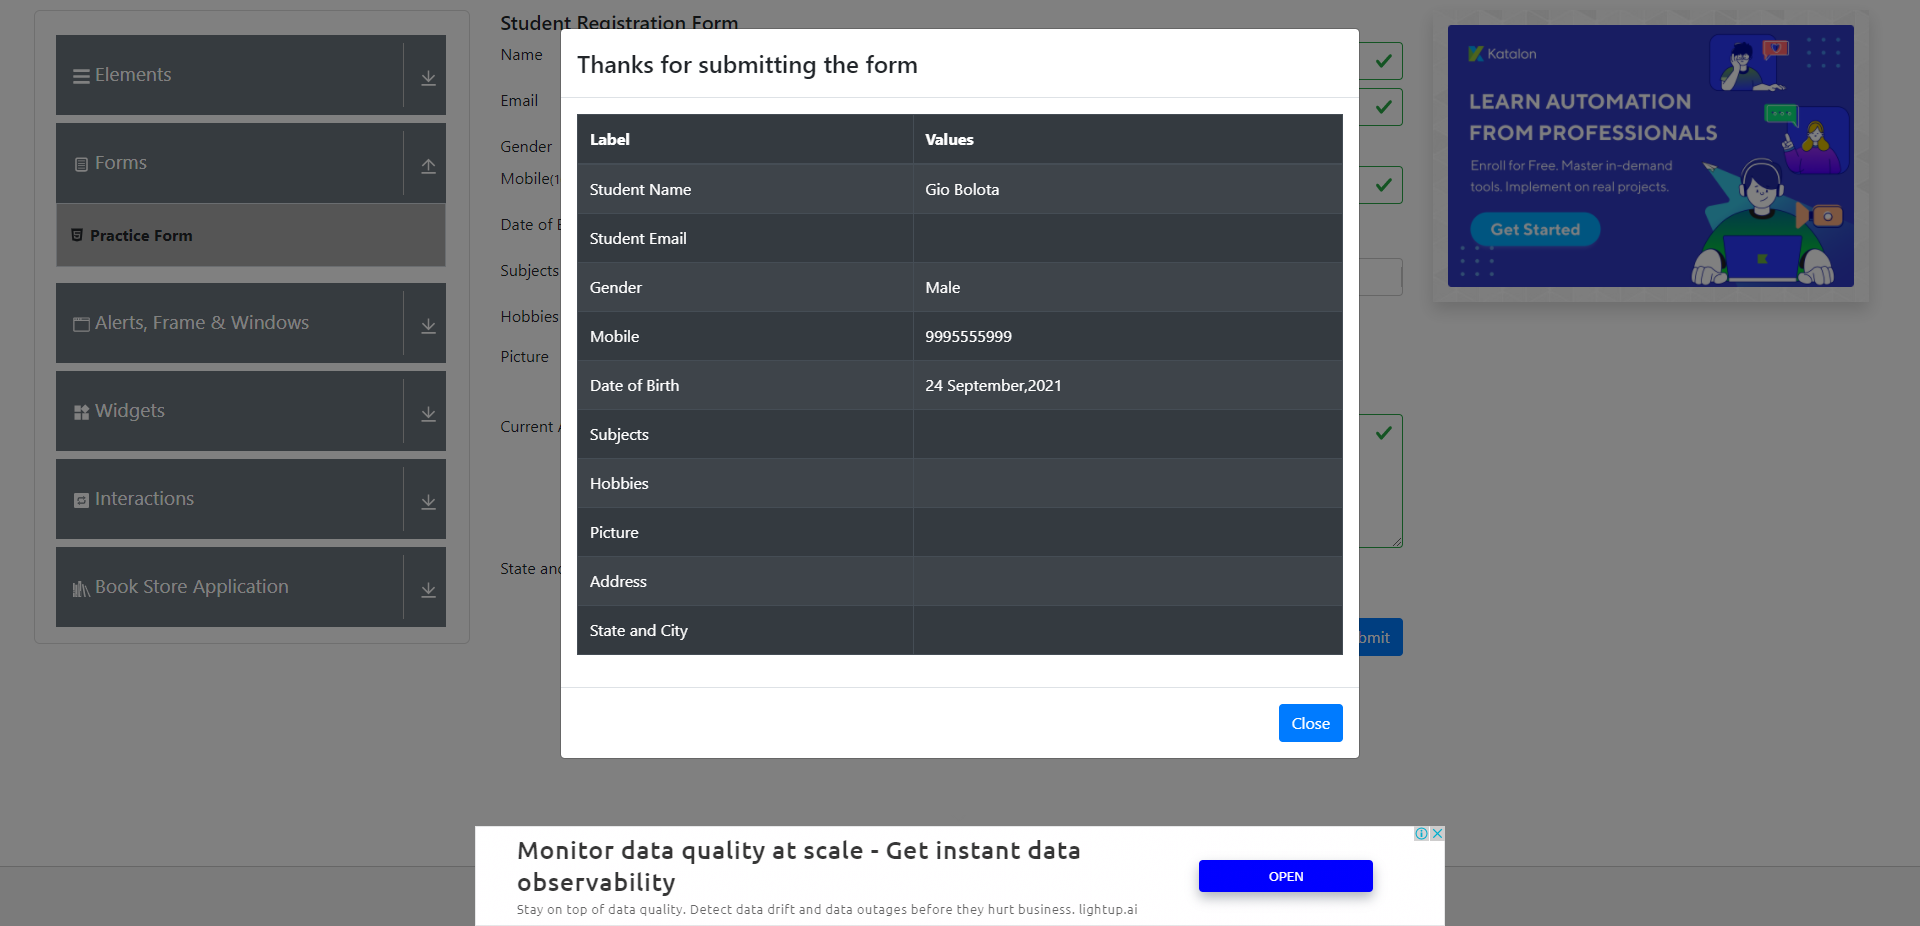 Elements
Forms
Practice Form
Alerts, Frame & Windows
Widgets
Interactions
Book Store Application
Student Registration Form
Name
Email
Gender
Mobile(1
Date of
Subjects
Hobbies
Picture
Current
State and
bmit
Thanks for submitting the form
Label Values
Student Name Gio Bolota
Student Email
Gender Male
Mobile 9995555999
Date of Birth 24 September,2021
Subjects
Hobbies
Picture
Address
State and City
Close
Katalon
LEARN AUTOMATION
FROM PROFESSIONALS
Enroll for Free. Master in-demand
tools. Implement on real projects.
Get Started
Monitor data quality at scale - Get instant data
observability
Stay on top of data quality. Detect data drift and data outages before they hurt business. lightup.ai
OPEN